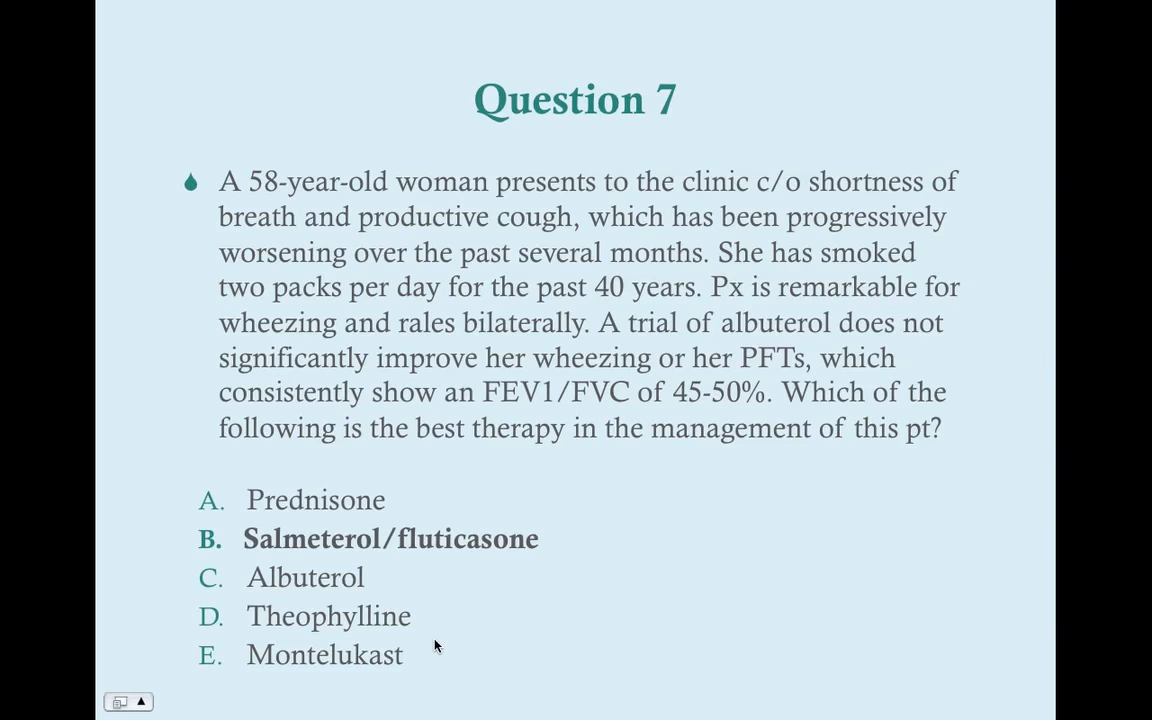 Question 7
A 58-year-old woman presents to the clinic c/o shortness of
breath and productive cough, which has been progressively
worsening over the past several months. She has smoked
two packs per day for the past 40 years. Px is remarkable for
wheezing and rales bilaterally. A trial of albuterol does not
significantly improve her wheezing or her PFTs, which
consistently show an FEV1/FVC of 45-50%. Which of the
following is the best therapy in the management of this pt?
A. Prednisone
B. Salmeterol/fluticasone
C. Albuterol
D. Theophylline
E. Montelukast